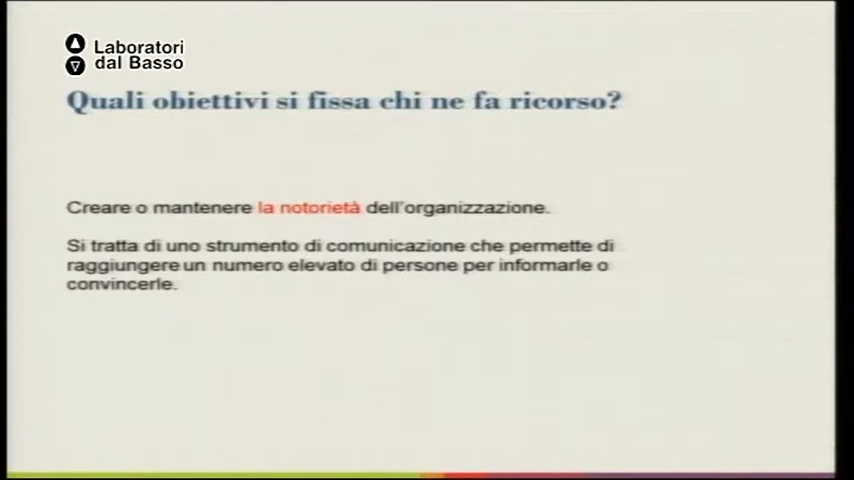 Laboratori
dal Basso
Quali obiettivi si fissa chi ne fa ricorso?
Creare o mantenere la notorietà dell'organizzazione.
Si tratta di uno strumento di comunicazione che permette di
raggiungere un numero elevato di persone per informarle o
convincerle.